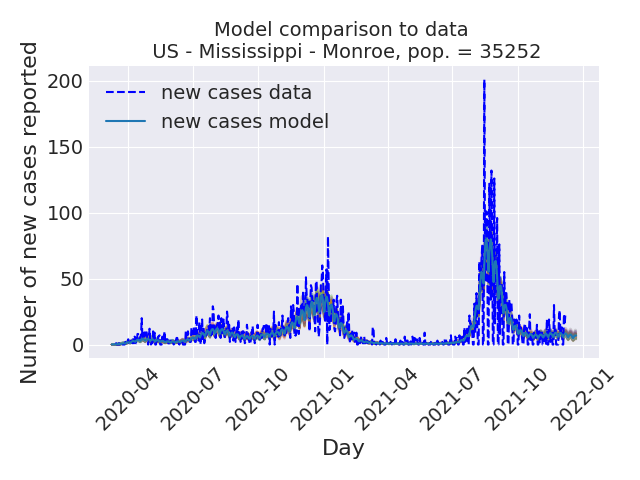 Model comparison to data
US - Mississippi - Monroe, pop. = 35252
Number of new cases reported
200
150
100
50
0
new cases data
new cases model
2020-04
2020-07
2020-10
2021-01
2021-04
2021-07
2021-10
2022-01
Day